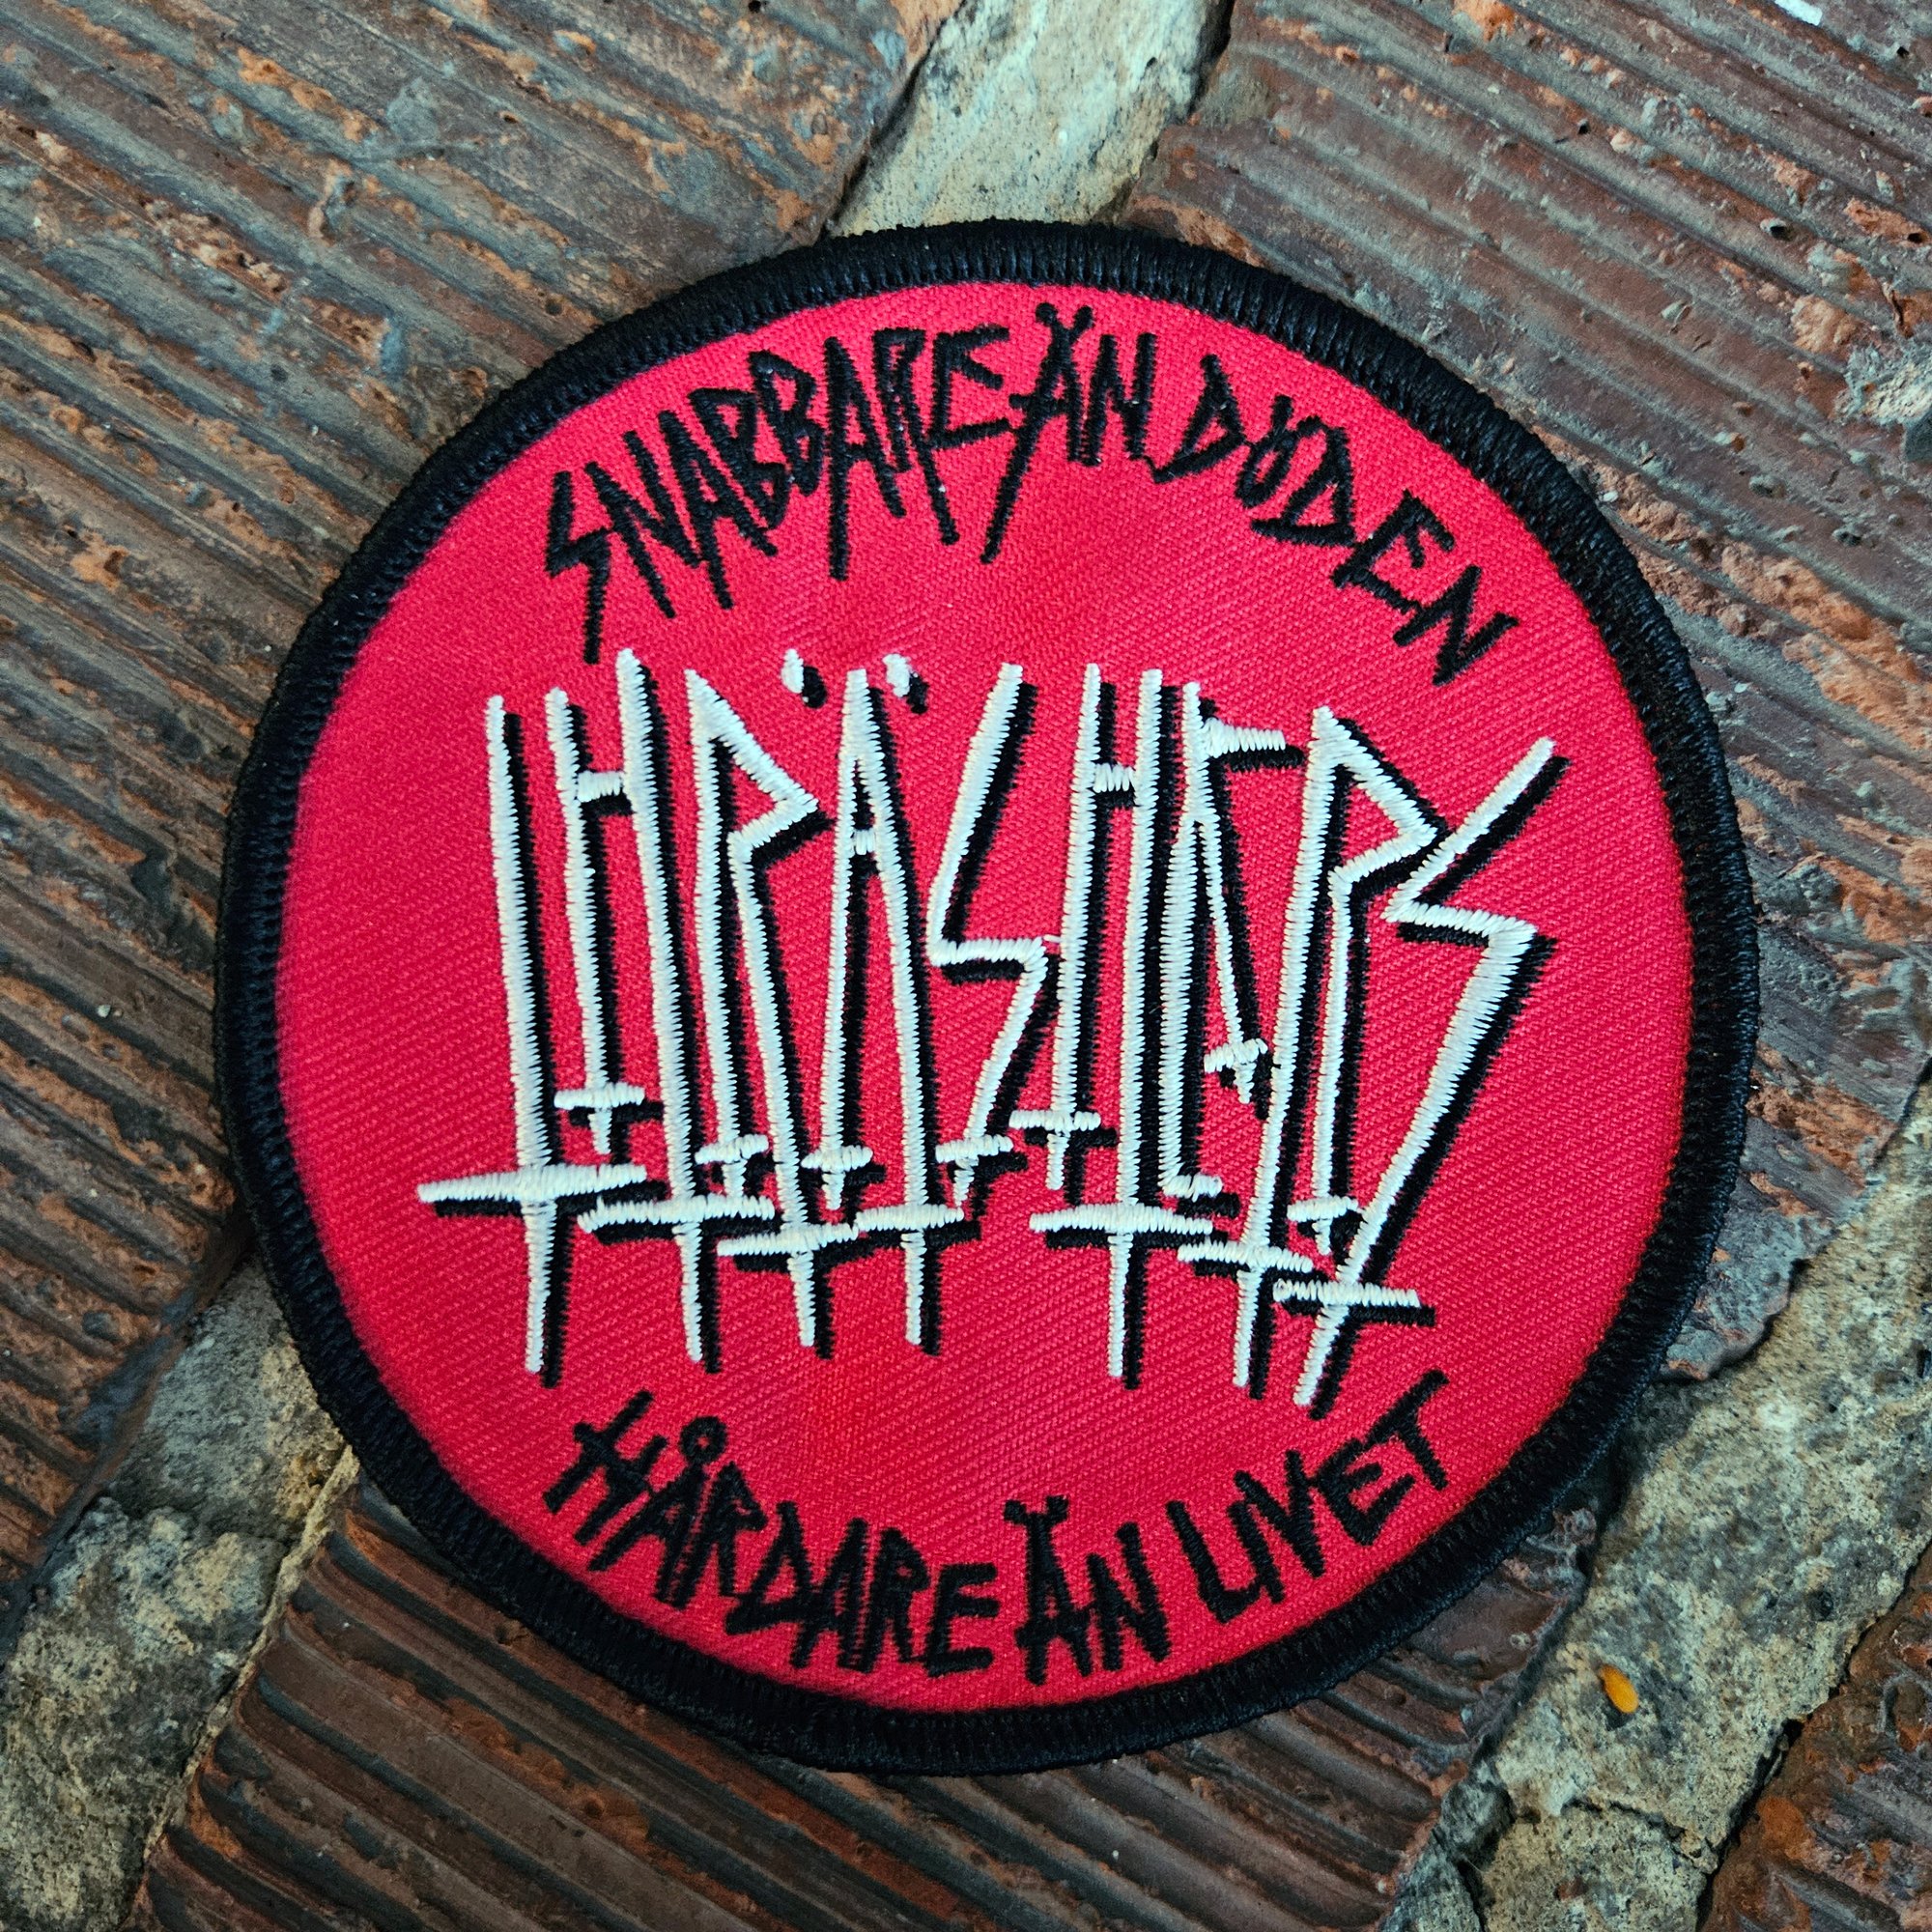 SNABBARE ÄN DÖDEN
THRÄSHERS
HÅRDARE ÄN LIVET